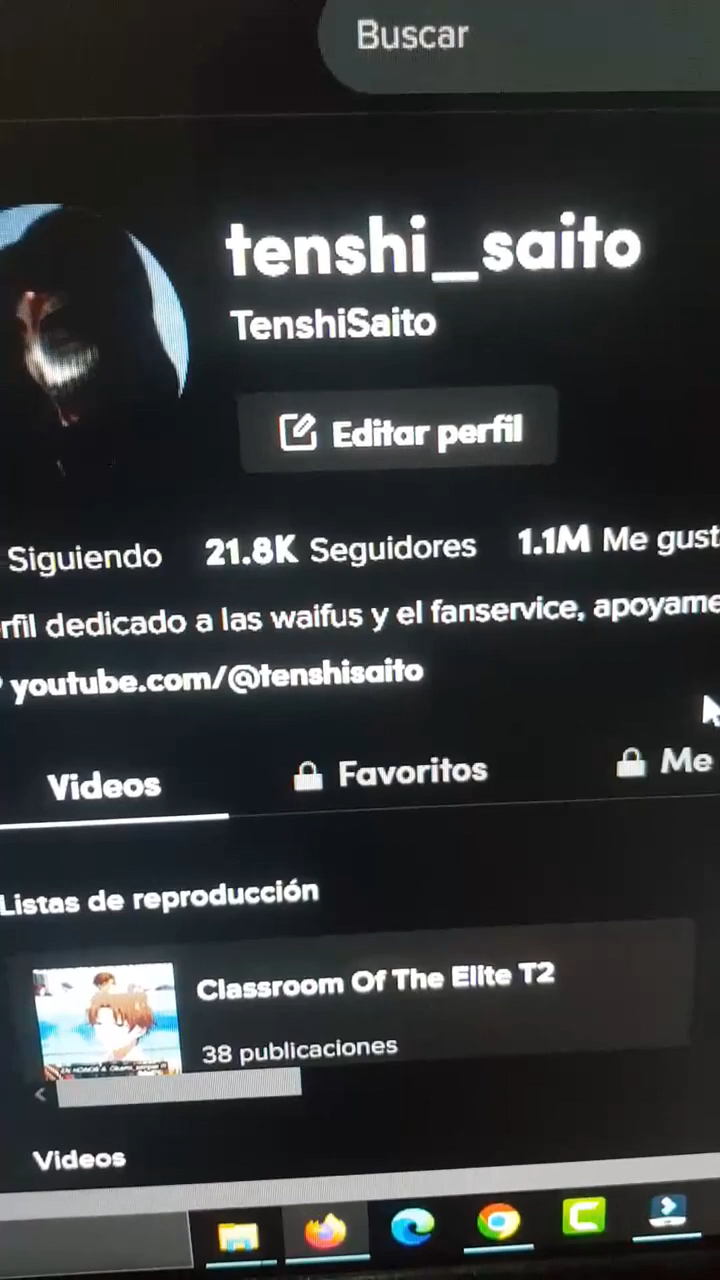 Buscar
tenshi_saito
TenshiSaito
Editar perfil
Siguiendo 21.8K Seguidores 1.1M Me gust
rfil dedicado a las waifus y el fanservice, apoyame
youtube.com/@tenshisaito
Videos Favoritos Me
Listas de reproducción
Classroom Of The Elite T2
38 publicaciones
Videos